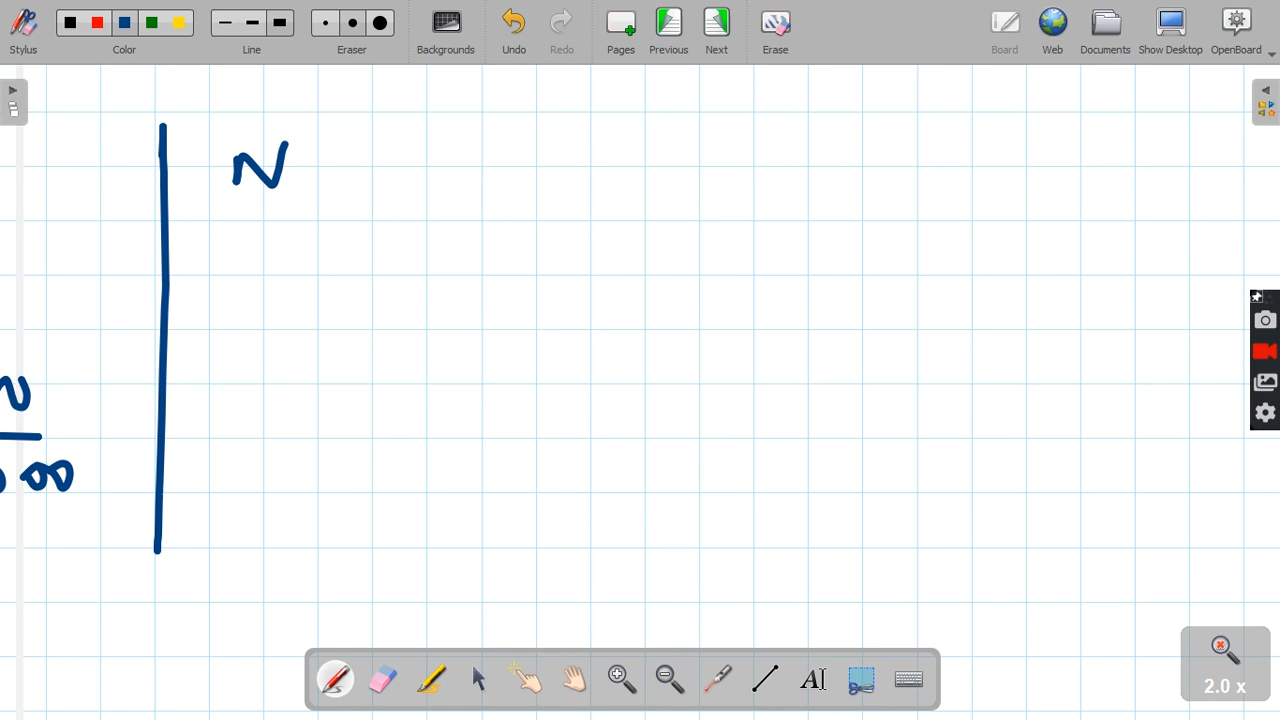 Stylus Color Line Eraser Backgrounds Undo Redo Pages Previous Next Erase Board Web Documents Show Desktop OpenBoard
N
2.0 x